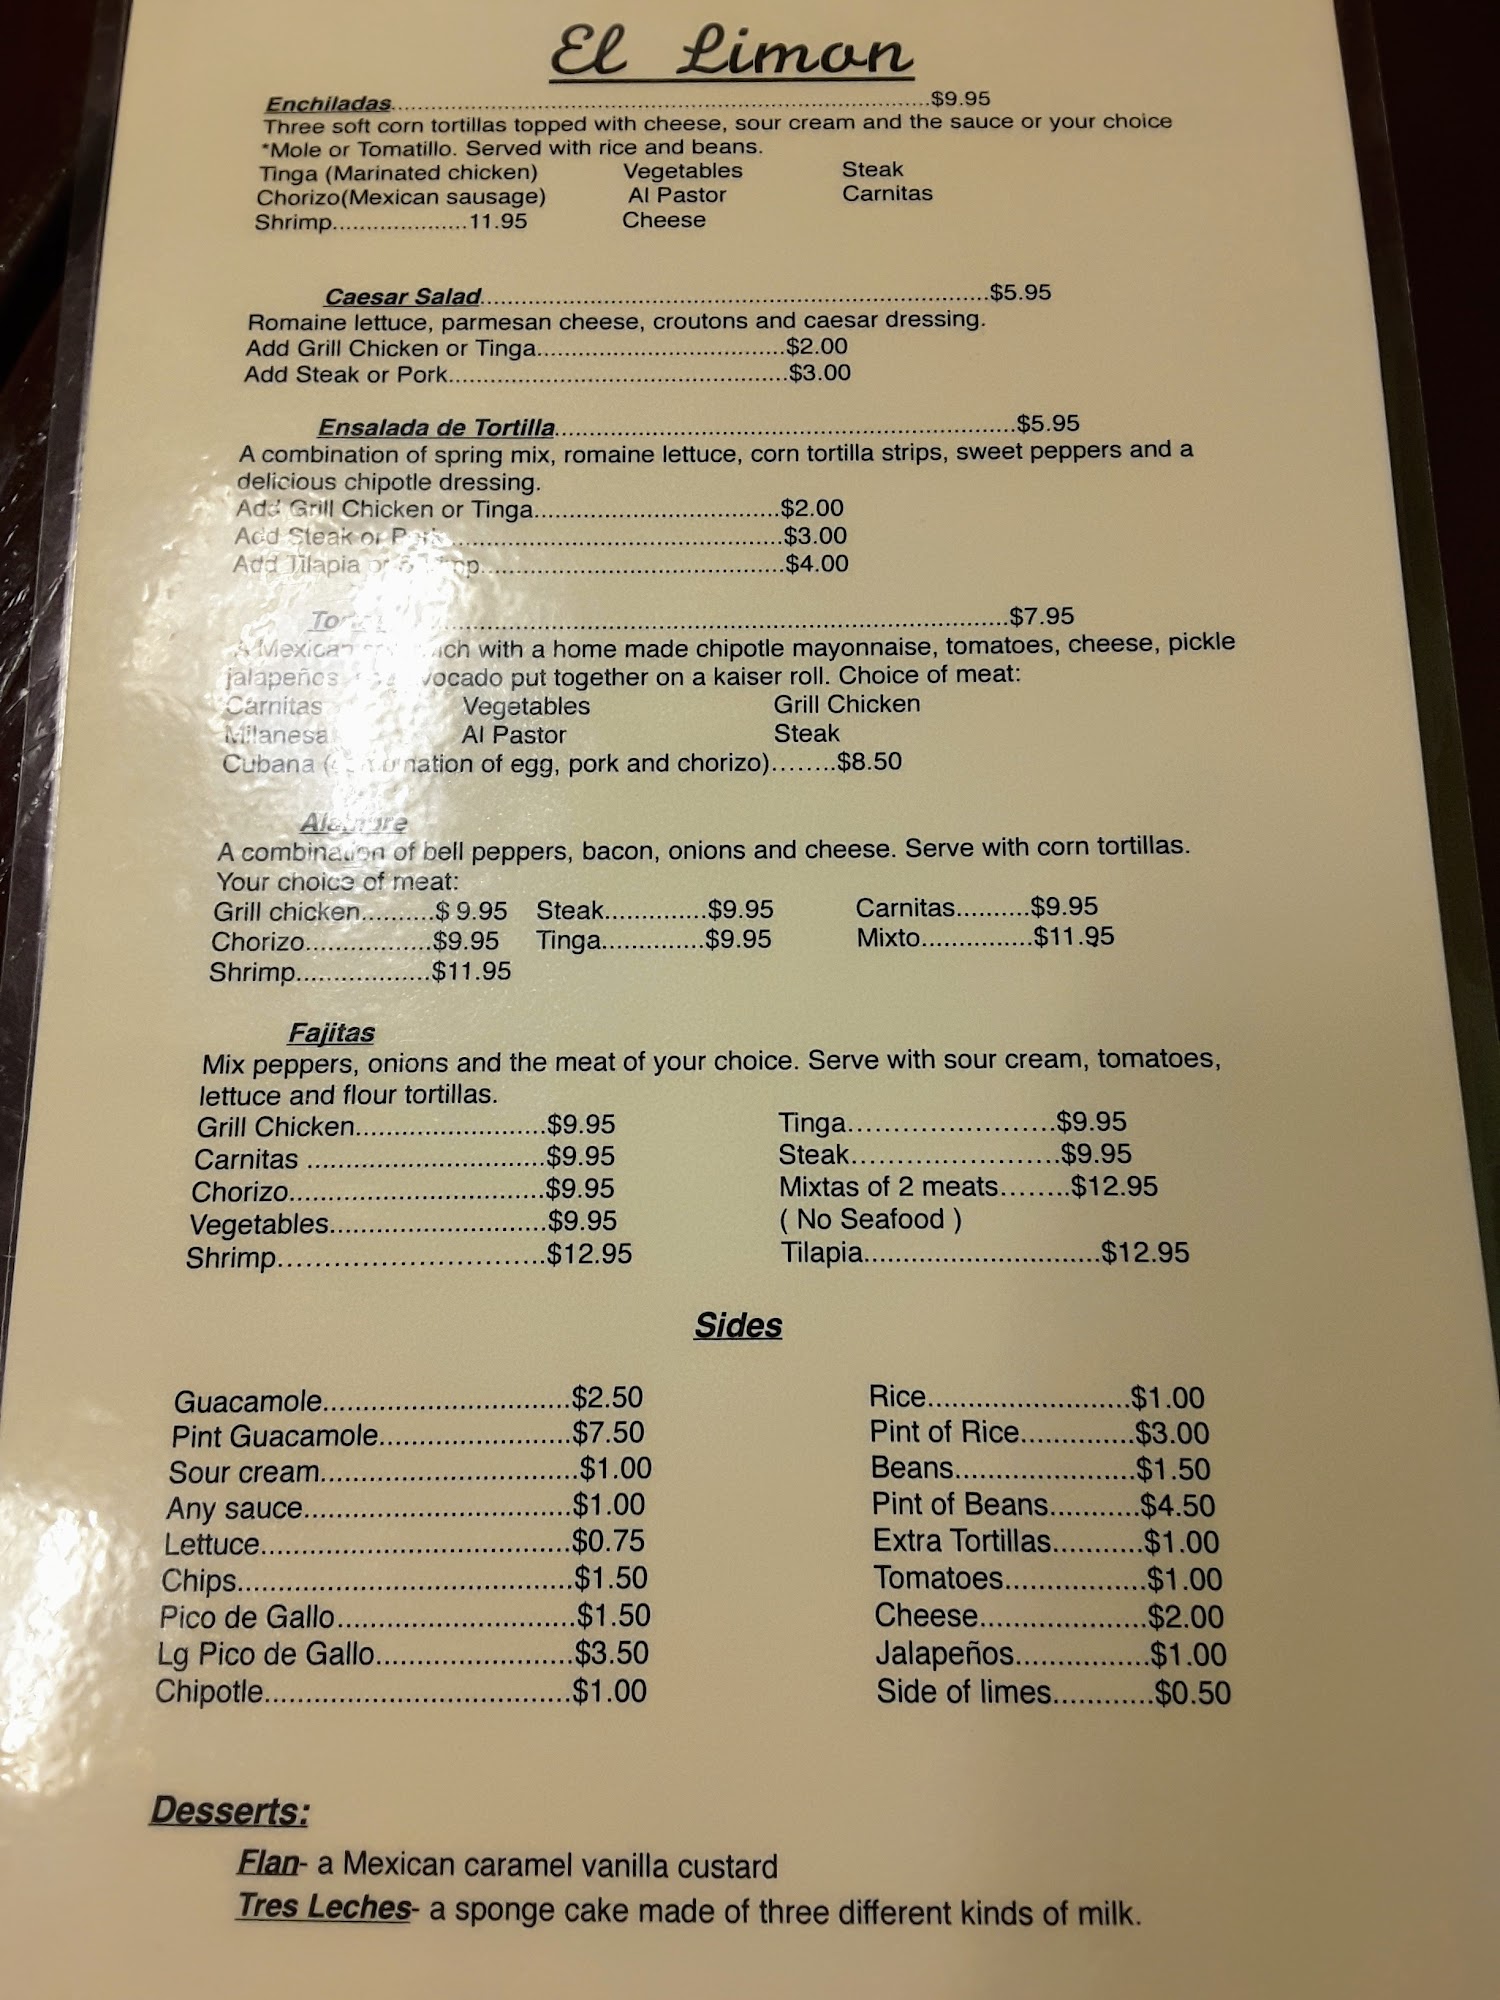 El Limon
Enchiladas........................$9.95
Three soft corn tortillas topped with cheese, sour cream and the sauce or your choice
*Mole or Tomatillo. Served with rice and beans.
Tinga (Marinated chicken) Vegetables Steak
Chorizo(Mexican sausage) Al Pastor Carnitas
Shrimp....................11.95 Cheese
Caesar Salad........................$5.95
Romaine lettuce, parmesan cheese, croutons and caesar dressing.
Add Grill Chicken or Tinga........................$2.00
Add Steak or Pork........................$3.00
Ensalada de Tortilla........................$5.95
A combination of spring mix, romaine lettuce, corn tortilla strips, sweet peppers and a
delicious chipotle dressing.
Add Grill Chicken or Tinga........................$2.00
Add Steak or Pork........................$3.00
Add Tilapia or........................$4.00
........................$7.95
A Mexican with a home made chipotle mayonnaise, tomatoes, cheese, pickle
jalapeños put together on a kaiser roll. Choice of meat:
Carnitas Vegetables Grill Chicken
Milanesa Al Pastor Steak
Cubana (combination of egg, pork and chorizo)........$8.50
Alambre
A combination of bell peppers, bacon, onions and cheese. Serve with corn tortillas.
Your choice of meat:
Grill chicken..........$ 9.95 Steak..............$9.95 Carnitas..........$9.95
Chorizo.................$9.95 Tinga..............$9.95 Mixto...............$11.95
Shrimp..................$11.95
Fajitas
Mix peppers, onions and the meat of your choice. Serve with sour cream, tomatoes,
lettuce and flour tortillas.
Grill Chicken........................$9.95 Tinga........................$9.95
Carnitas ........................$9.95 Steak........................$9.95
Chorizo........................$9.95 Mixtas of 2 meats........$12.95
Vegetables........................$9.95 ( No Seafood )
Shrimp........................$12.95 Tilapia........................$12.95
Sides
Guacamole........................$2.50 Rice........................$1.00
Pint Guacamole........................$7.50 Pint of Rice..............$3.00
Sour cream........................$1.00 Beans.......................$1.50
Any sauce........................$1.00 Pint of Beans...........$4.50
Lettuce........................$0.75 Extra Tortillas...........$1.00
Chips........................$1.50 Tomatoes..................$1.00
Pico de Gallo........................$1.50 Cheese.....................$2.00
Lg Pico de Gallo........................$3.50 Jalapeños.................$1.00
Chipotle........................$1.00 Side of limes............$0.50
Desserts:
Flan- a Mexican caramel vanilla custard
Tres Leches- a sponge cake made of three different kinds of milk.